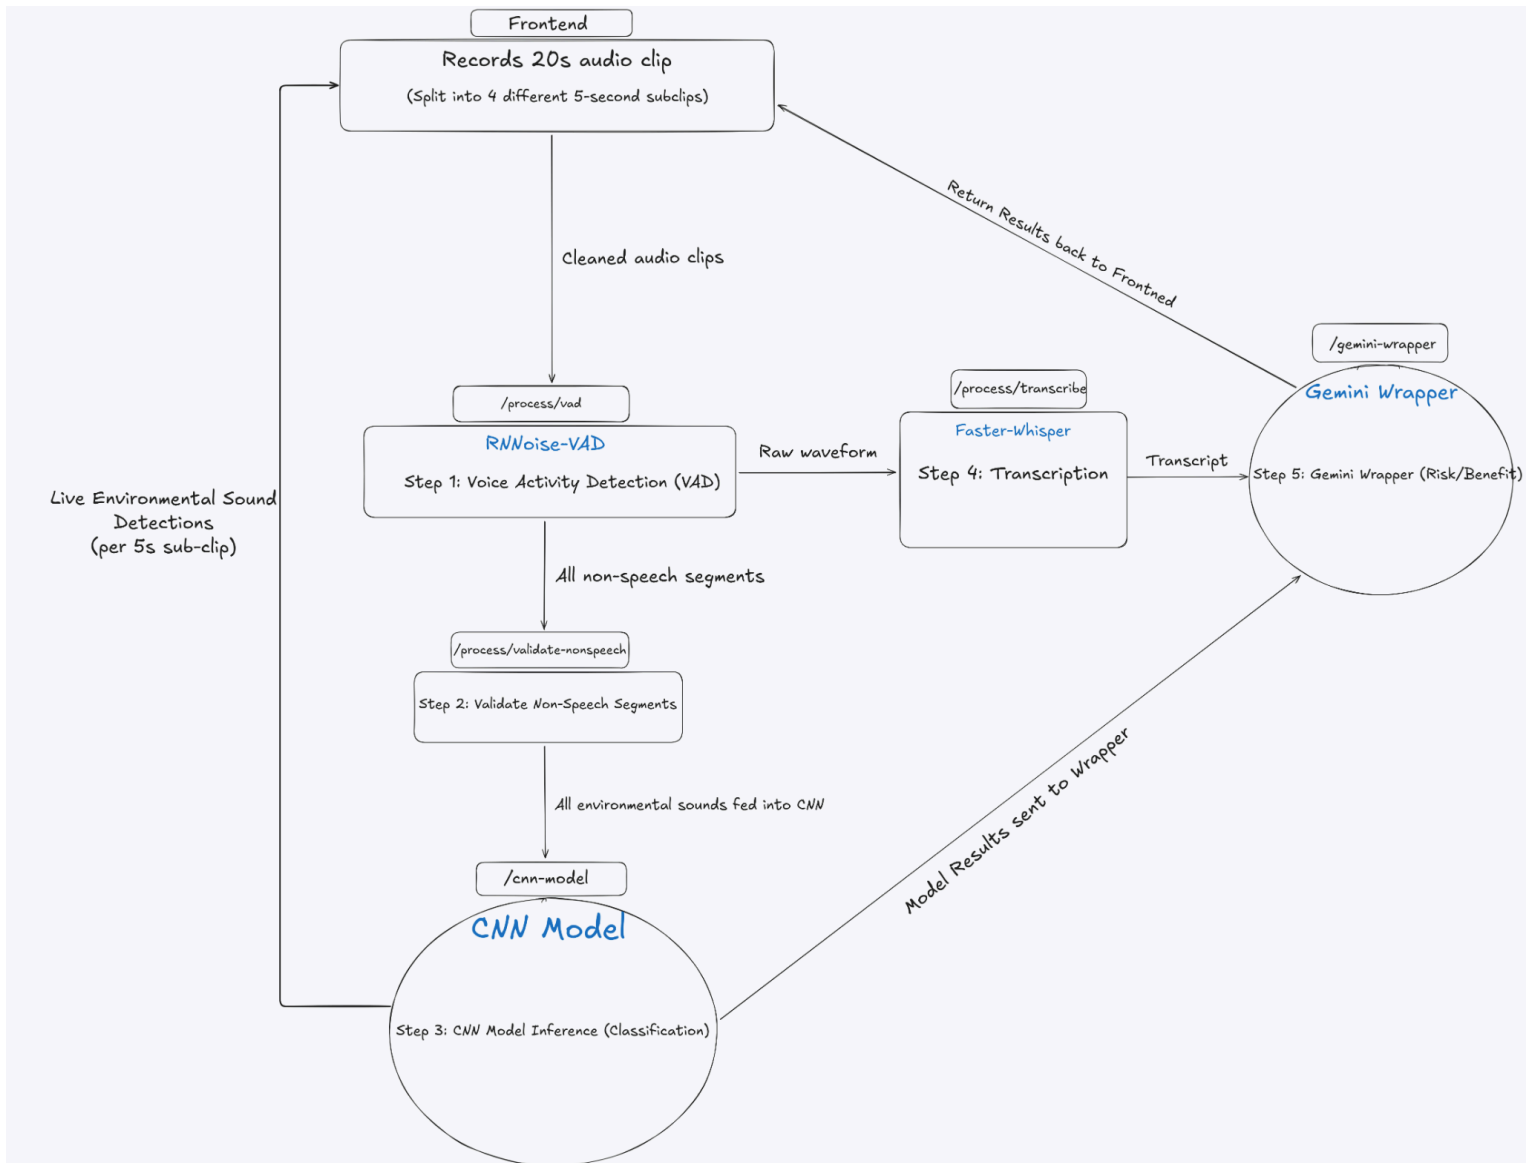 Frontend
Records 20s audio clip
(Split into 4 different 5-second subclips)
Return Results back to Frontned
Cleaned audio clips
/gemini-wrapper
Gemini Wrapper
/process/vad
/process/transcribe
RNNoise-VAD
Step 1: Voice Activity Detection (VAD)
Raw waveform
Faster-Whisper
Step 4: Transcription
Transcript
Step 5: Gemini Wrapper (Risk/Benefit)
Live Environmental Sound
Detections
(per 5s sub-clip)
All non-speech segments
/process/validate-nonspeech
Step 2: Validate Non-Speech Segments
All environmental sounds fed into CNN
Model Results sent to Wrapper
/cnn-model
CNN Model
Step 3: CNN Model Inference (Classification)